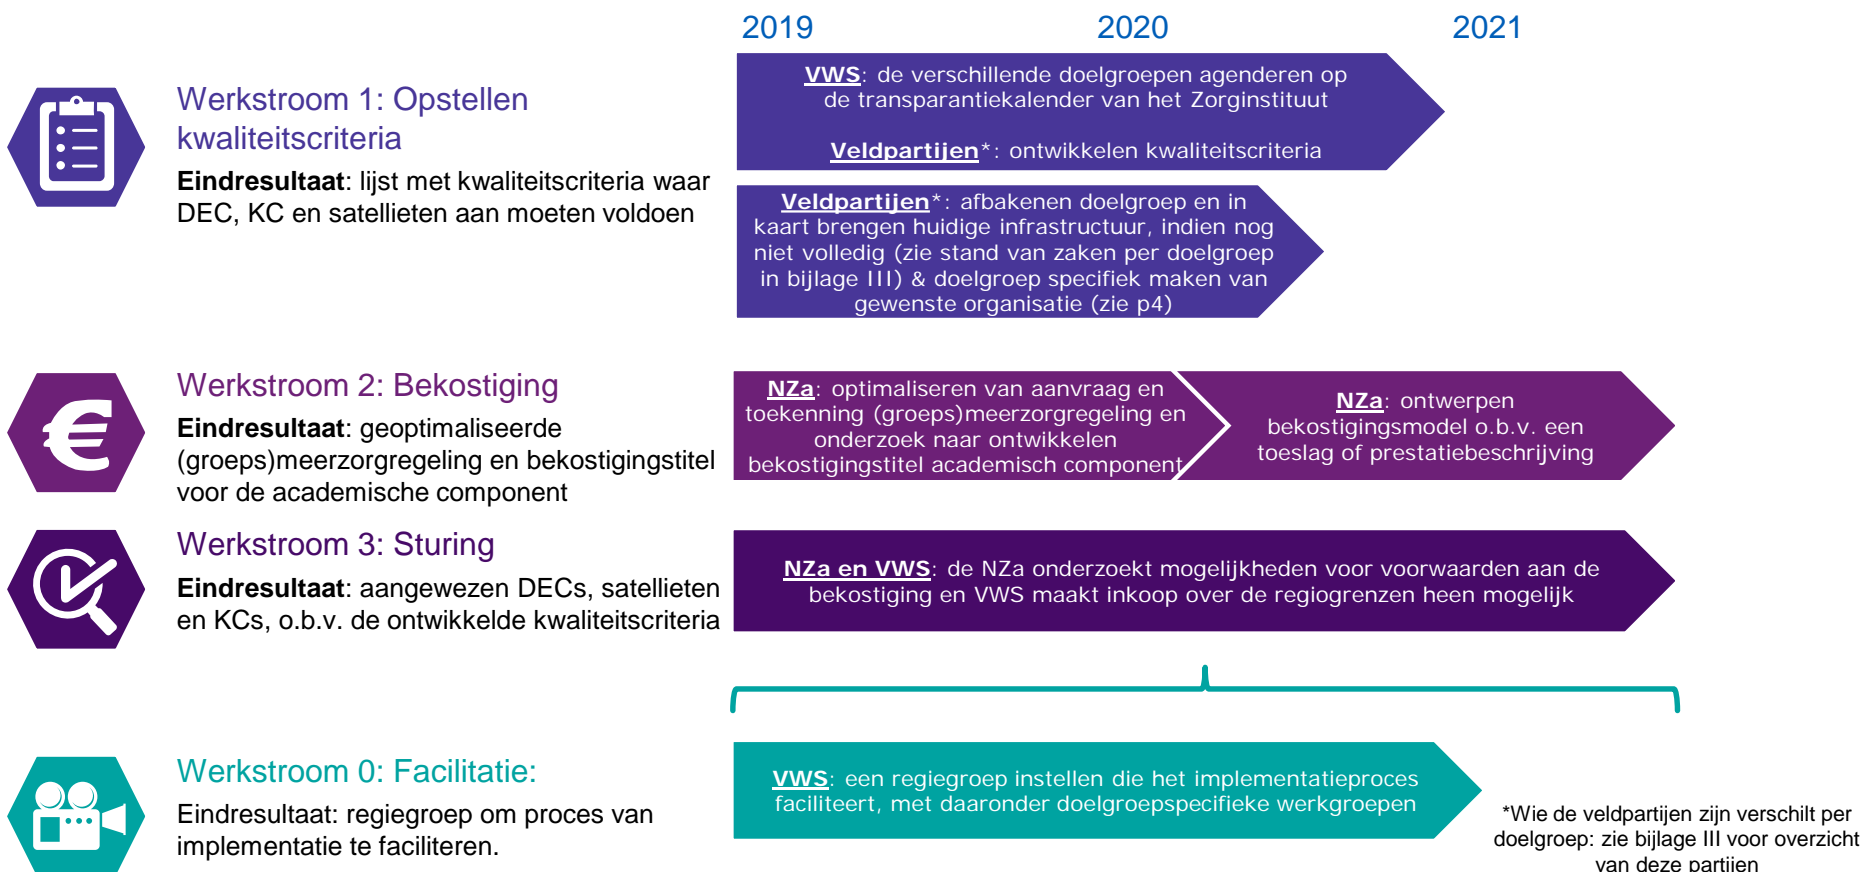 2019
2020
2021
Werkstroom 1: Opstellen
kwaliteitscriteria
Eindresultaat: lijst met kwaliteitscriteria waar
DEC, KC en satellieten aan moeten voldoen
VWS: de verschillende doelgroepen agenderen op
de transparantiekalender van het Zorginstituut
Veldpartijen*: ontwikkelen kwaliteitscriteria
Veldpartijen*: afbakenen doelgroep en in
kaart brengen huidige infrastructuur, indien nog
niet volledig (zie stand van zaken per doelgroep
in bijlage III) & doelgroep specifiek maken van
gewenste organisatie (zie p4)
Werkstroom 2: Bekostiging
Eindresultaat: geoptimaliseerde
(groeps)meerzorgregeling en bekostigingstitel
voor de academische component
NZa: optimaliseren van aanvraag en
toekenning (groeps)meerzorgregeling en
onderzoek naar ontwikkelen
bekostigingstitel academisch component
NZa: ontwerpen
bekostigingsmodel o.b.v. een
toeslag of prestatiebeschrijving
Werkstroom 3: Sturing
Eindresultaat: aangewezen DECs, satellieten
en KCs, o.b.v. de ontwikkelde kwaliteitscriteria
NZa en VWS: de NZa onderzoekt mogelijkheden voor voorwaarden aan de
bekostiging en VWS maakt inkoop over de regiogrenzen heen mogelijk
Werkstroom 0: Facilitatie:
Eindresultaat: regiegroep om proces van
implementatie te faciliteren.
VWS: een regiegroep instellen die het implementatieproces
faciliteert, met daaronder doelgroepspecifieke werkgroepen
*Wie de veldpartijen zijn verschilt per
doelgroep: zie bijlage III voor overzicht
van deze partijen